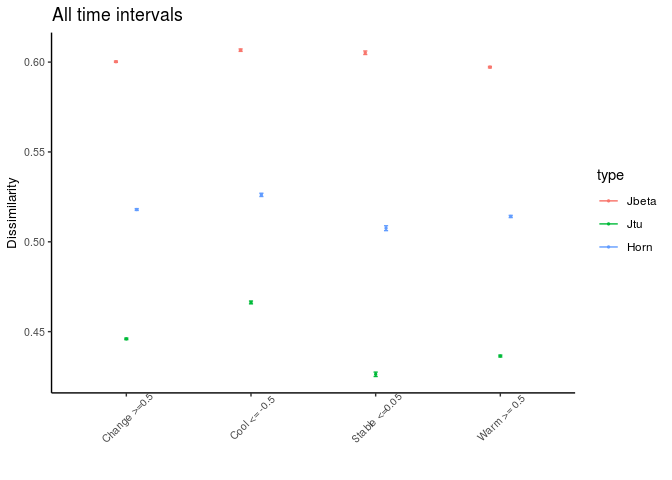 All time intervals
Dissimilarity
0.60
0.55
0.50
0.45
Change >=0.5
Cool <= -0.5
Stable <=0.05
Warm >= 0.5
type
Jbeta
Jtu
Horn